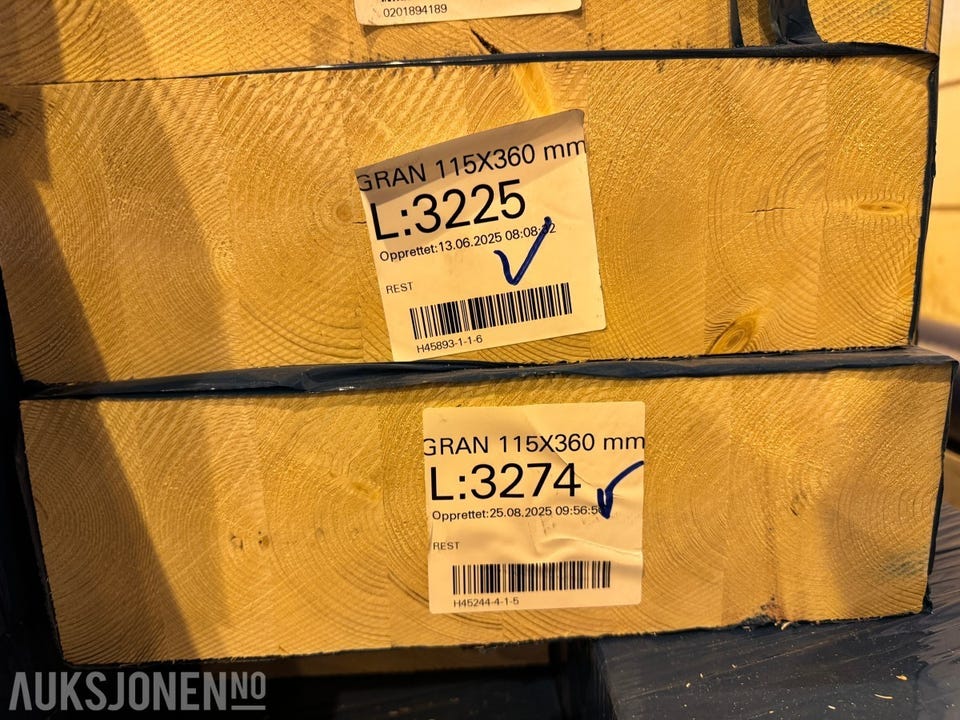 0201894189
GRAN 115X360 mm
L:3225
Opprettet:13.06.2025 08:08:
REST
H45893-1-1-6
GRAN 115X360 mm
L:3274
Opprettet:25.08.2025 09:56:5
REST
H45244-4-1-5
AUKSJONEN NO